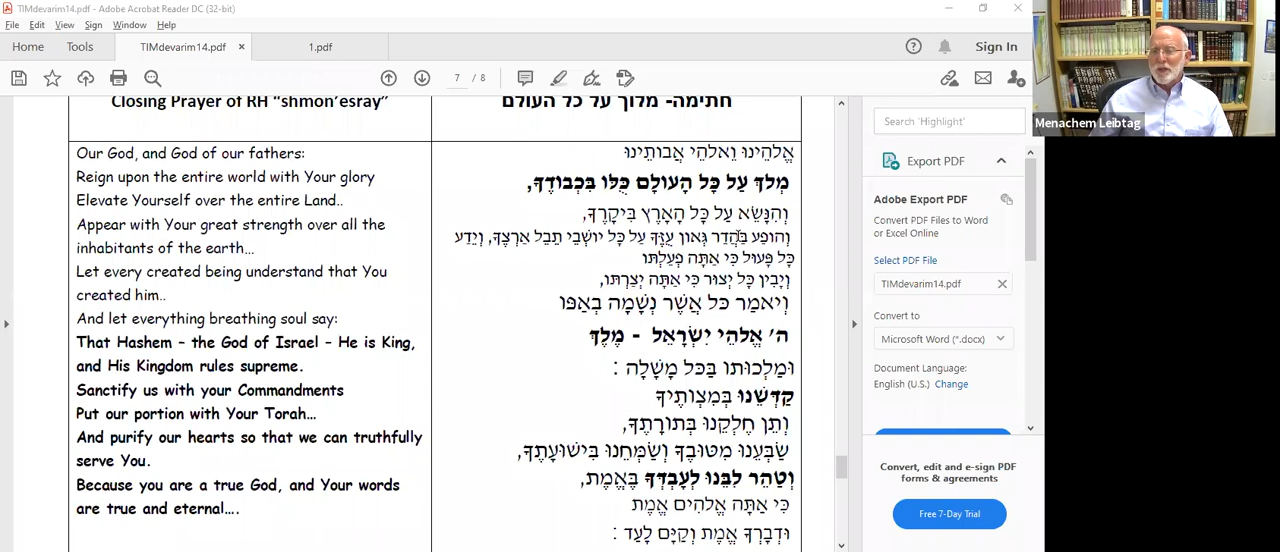 TIMdevarim14.pdf - Adobe Acrobat Reader DC (32-bit)
File Edit View Sign Window Help
Home Tools TIMdevarim14.pdf × 1.pdf Sign In
7 / 8
Closing Prayer of RH “shmon’esray”
Our God, and God of our fathers:
Reign upon the entire world with Your glory
Elevate Yourself over the entire Land..
Appear with Your great strength over all the
inhabitants of the earth…
Let every created being understand that You
created him..
And let everything breathing soul say:
That Hashem – the God of Israel – He is King,
and His Kingdom rules supreme.
Sanctify us with your Commandments
Put our portion with Your Torah…
And purify our hearts so that we can truthfully
serve You.
Because you are a true God, and Your words
are true and eternal….
חתימה- מלוך על כל העולם
אֱלֹהֵינוּ וֵאלֹהֵי אֲבוֹתֵינוּ
מְלֹךְ עַל כָּל הָעוֹלָם כֻּלּוֹ בִּכְבוֹדֶךָ,
וְהִנָּשֵׂא עַל כָּל הָאָרֶץ בִּיקָרֶךָ,
וְהוֹפַע בַּהֲדַר גְּאוֹן עֻזֶּךָ עַל כָּל יוֹשְׁבֵי תֵבֵל אַרְצֶךָ, וְיֵדַע
כָּל פָּעוּל כִּי אַתָּה פְעַלְתּוֹ
וְיָבִין כָּל יְצוּר כִּי אַתָּה יְצַרְתּוֹ,
וְיֹאמַר כֹּל אֲשֶׁר נְשָׁמָה בְאַפּוֹ
ה' אֱלֹהֵי יִשְׂרָאֵל - מֶלֶךְ
וּמַלְכוּתוֹ בַּכֹּל מָשָׁלָה :
קַדְּשֵׁנוּ בְּמִצְוֹתֶיךָ
וְתֵן חֶלְקֵנוּ בְּתוֹרָתֶךָ,
שַׂבְּעֵנוּ מִטּוּבֶךָ וְשַׂמְּחֵנוּ בִּישׁוּעָתֶךָ,
וְטַהֵר לִבֵּנוּ לְעָבְדְּךָ בֶּאֱמֶת,
כִּי אַתָּה אֱלֹהִים אֱמֶת
וּדְבָרְךָ אֱמֶת וְקַיָּם לָעַד :
Menachem Leibtag
Search 'Highlight'
Export PDF
Adobe Export PDF
Convert PDF Files to Word
or Excel Online
Select PDF File
TIMdevarim14.pdf ×
Convert to
Microsoft Word (*.docx)
Document Language:
English (U.S.) Change
Convert, edit and e-sign PDF
forms & agreements
Free 7-Day Trial